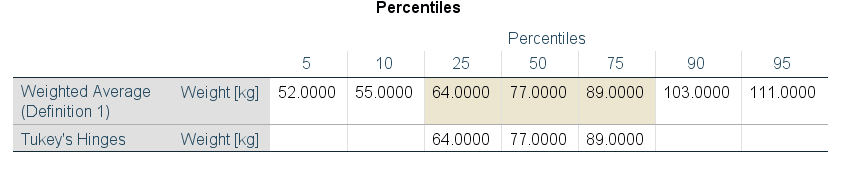 Percentiles
Percentiles
5 10 25 50 75 90 95
Weighted Average Weight [kg] 52.0000 55.0000 64.0000 77.0000 89.0000 103.0000 111.0000
(Definition 1)
Tukey's Hinges Weight [kg] 64.0000 77.0000 89.0000